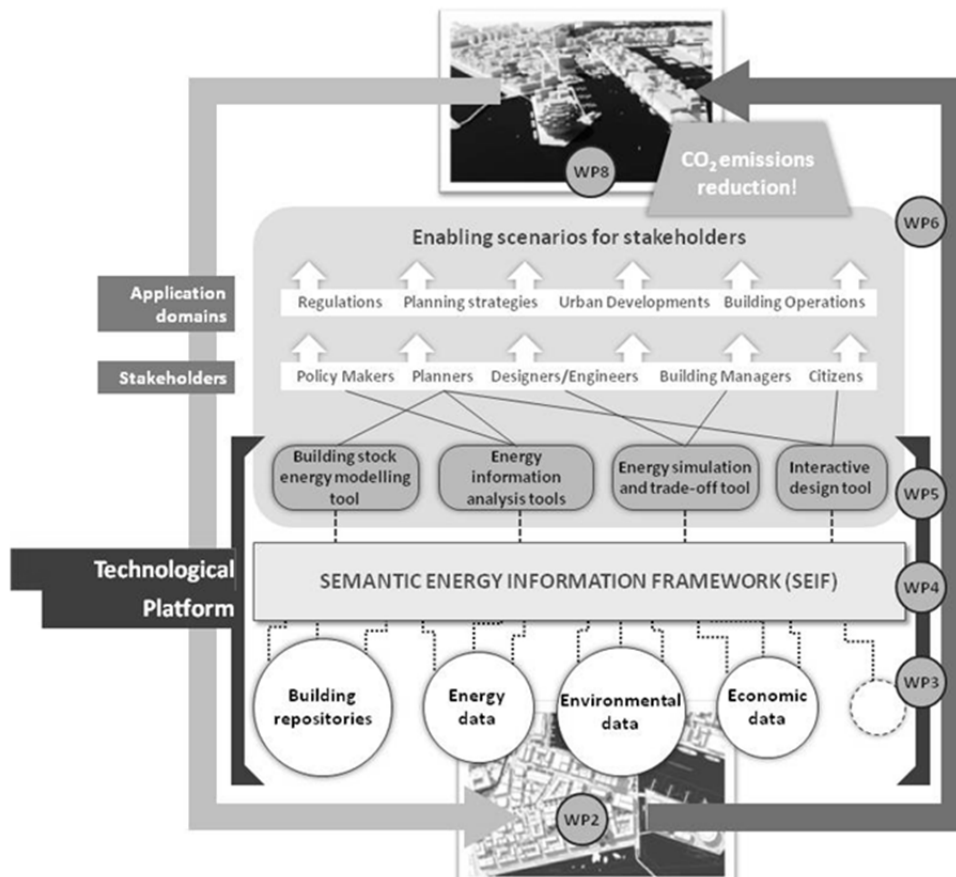 WP8
CO₂ emissions
reduction!
WP6
Enabling scenarios for stakeholders
Application
domains
Regulations Planning strategies Urban Developments Building Operations
Stakeholders
Policy Makers Planners Designers/Engineers Building Managers Citizens
Building stock
energy modelling
tool
Energy
information
analysis tools
Energy simulation
and trade-off tool
Interactive
design tool
WP5
Technological
Platform
SEMANTIC ENERGY INFORMATION FRAMEWORK (SEIF)
WP4
Building
repositories
Energy
data
Environmental
data
Economic
data
WP3
WP2